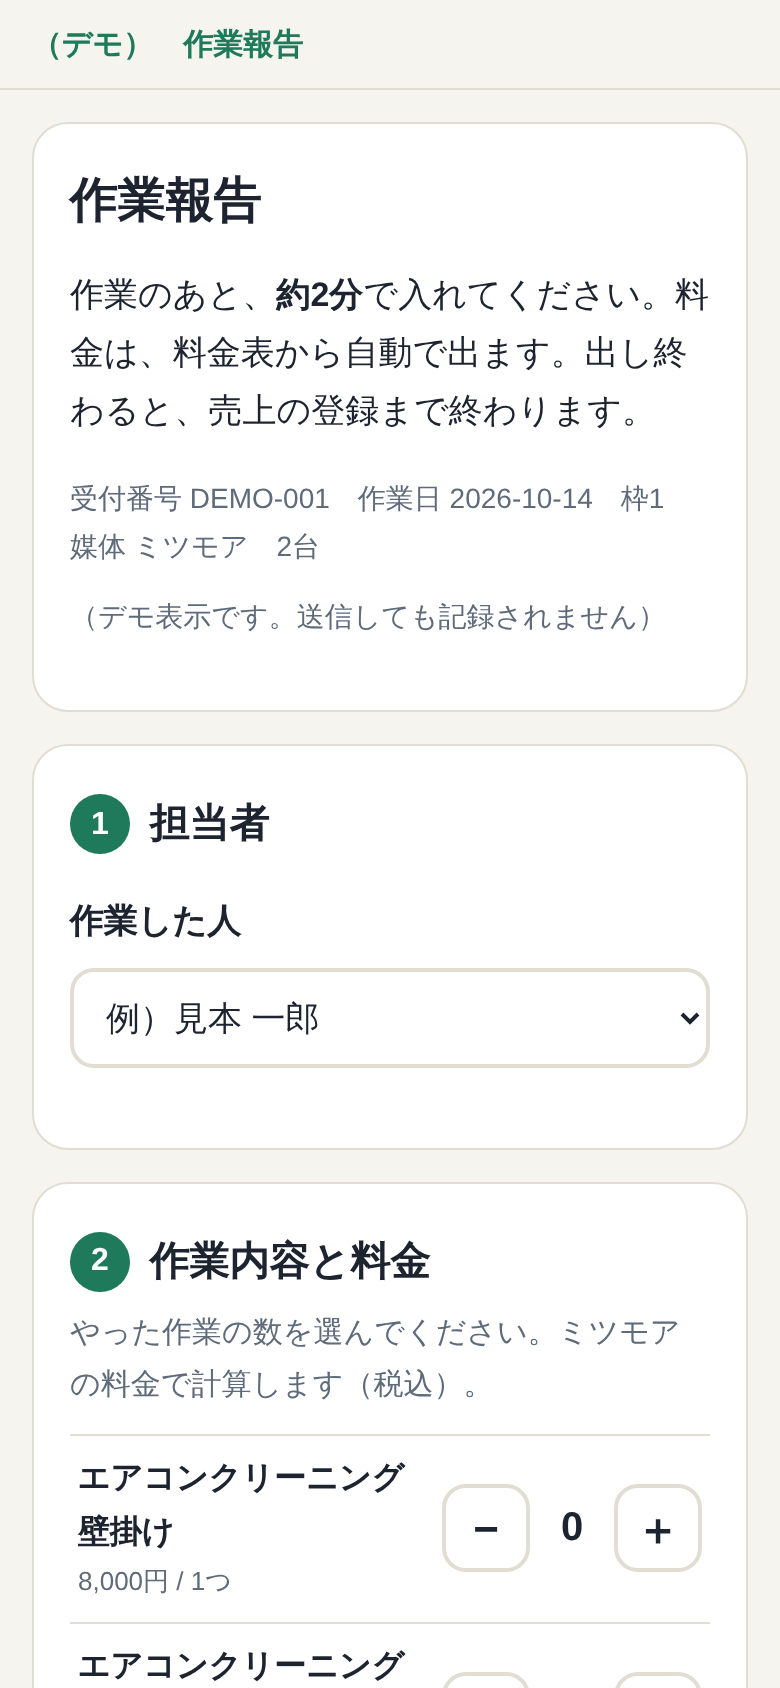 （デモ）　作業報告
作業報告
作業のあと、約2分で入れてください。料
金は、料金表から自動で出ます。出し終
わると、売上の登録まで終わります。
受付番号 DEMO-001　作業日 2026-10-14　枠1
媒体 ミツモア　2台
（デモ表示です。送信しても記録されません）
1 担当者
作業した人
例）見本 一郎
2 作業内容と料金
やった作業の数を選んでください。ミツモア
の料金で計算します（税込）。
エアコンクリーニング
壁掛け
8,000円 / 1つ
− 0 ＋
エアコンクリーニング